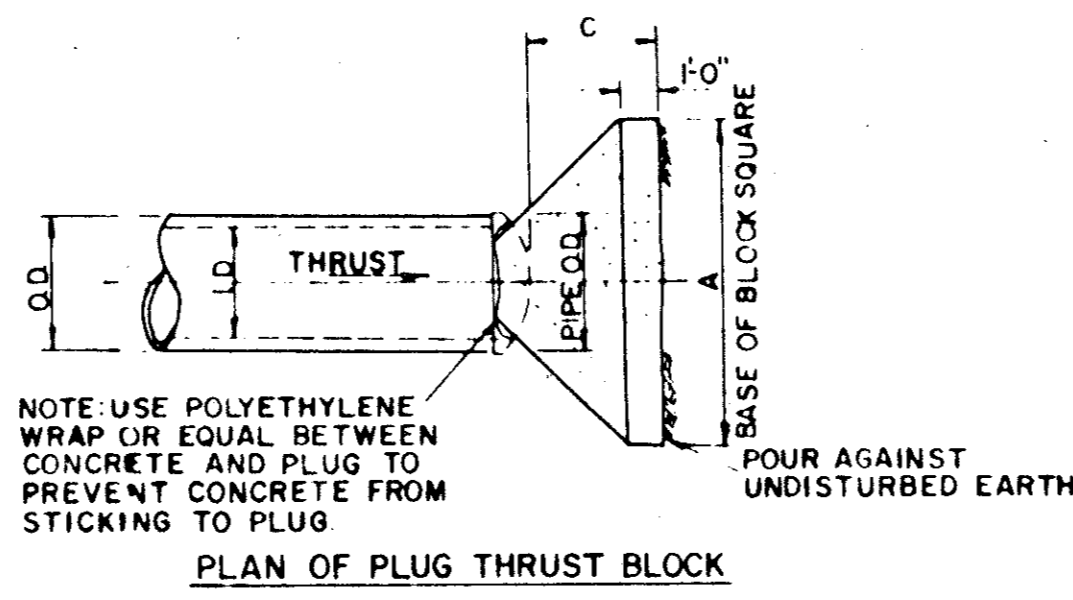 C
1'-0"
O.D.
I.D.
THRUST
PIPE O.D.
A
BASE OF BLOCK SQUARE
NOTE: USE POLYETHYLENE
WRAP OR EQUAL BETWEEN
CONCRETE AND PLUG TO
PREVENT CONCRETE FROM
STICKING TO PLUG.
POUR AGAINST
UNDISTURBED EARTH
PLAN OF PLUG THRUST BLOCK